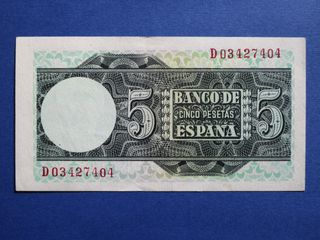 D03427404
5 BANCO DE 5
CINCO PESETAS
ESPAÑA
D03427404